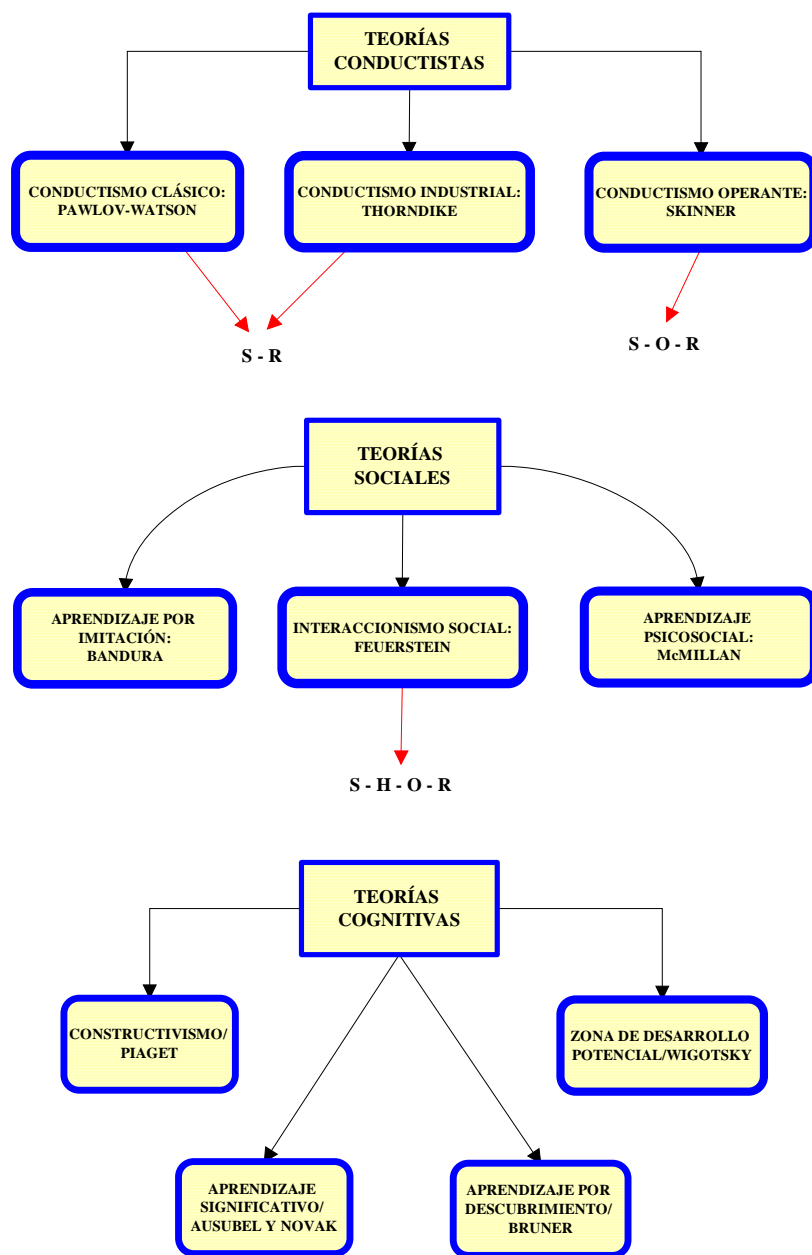 TEORÍAS
CONDUCTISTAS
CONDUCTISMO CLÁSICO:
PAWLOV-WATSON
CONDUCTISMO INDUSTRIAL:
THORNDIKE
CONDUCTISMO OPERANTE:
SKINNER
S - R
S - O - R
TEORÍAS
SOCIALES
APRENDIZAJE POR
IMITACIÓN:
BANDURA
INTERACCIONISMO SOCIAL:
FEUERSTEIN
APRENDIZAJE
PSICOSOCIAL:
McMILLAN
S - H - O - R
TEORÍAS
COGNITIVAS
CONSTRUCTIVISMO/
PIAGET
ZONA DE DESARROLLO
POTENCIAL/WIGOTSKY
APRENDIZAJE
SIGNIFICATIVO/
AUSUBEL Y NOVAK
APRENDIZAJE POR
DESCUBRIMIENTO/
BRUNER